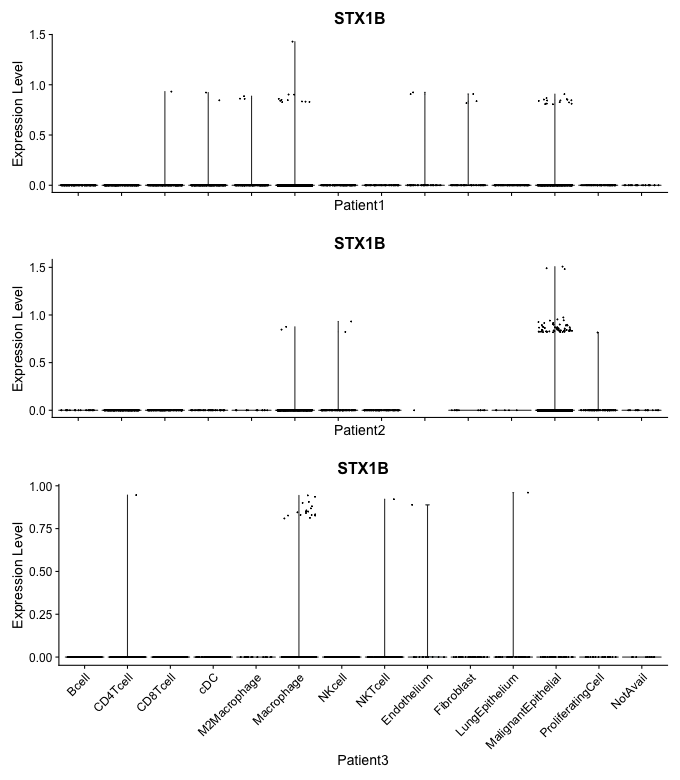 STX1B
Expression Level
1.5
1.0
0.5
0.0
Patient1
STX1B
Expression Level
1.5
1.0
0.5
0.0
Patient2
STX1B
Expression Level
1.00
0.75
0.50
0.25
0.00
Bcell
CD4Tcell
CD8Tcell
cDC
M2Macrophage
Macrophage
NKcell
NKTcell
Endothelium
Fibroblast
LungEpithelium
MalignantEpithelial
ProliferatingCell
NotAvail
Patient3